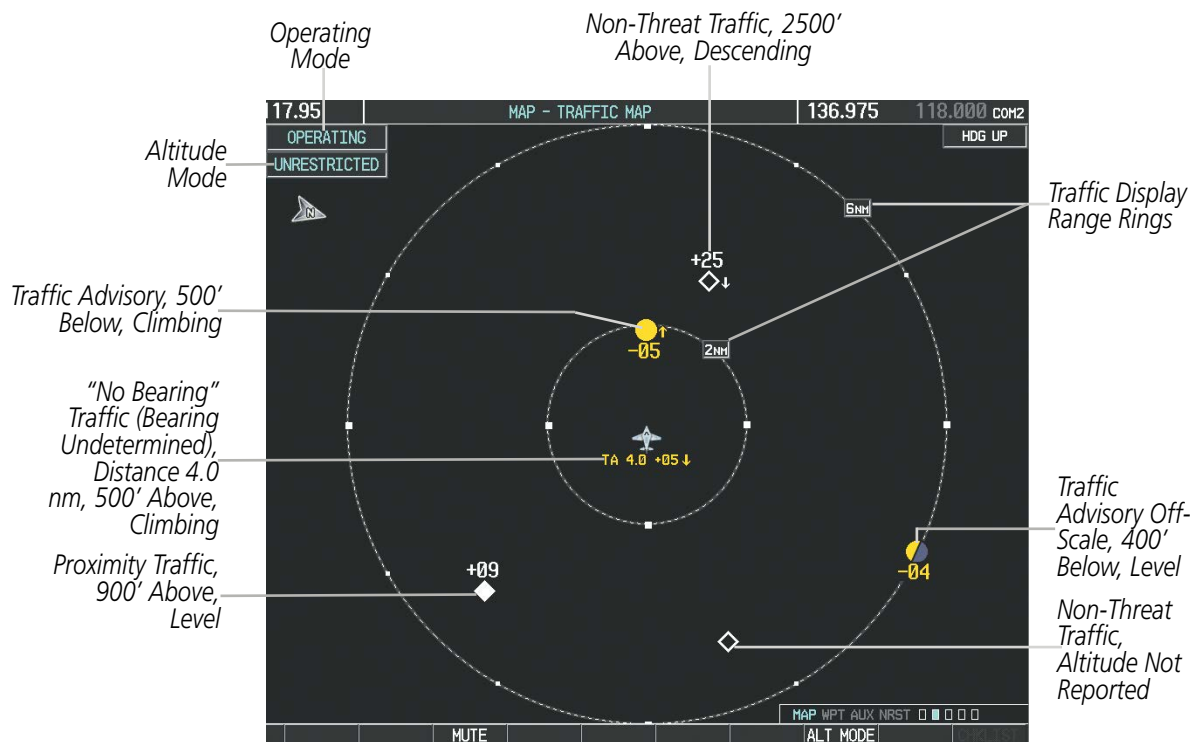 Operating
Mode
Non-Threat Traffic, 2500’
Above, Descending
17.95 MAP – TRAFFIC MAP 136.975 118.000 COM2
OPERATING
HDG UP
Altitude
Mode
UNRESTRICTED
N
6NM
Traffic Display
Range Rings
+25
Traffic Advisory, 500’
Below, Climbing
-05
2NM
“No Bearing”
Traffic (Bearing
Undetermined),
Distance 4.0
nm, 500’ Above,
Climbing
TA 4.0 +05↓
Traffic
Advisory Off-
Scale, 400’
Below, Level
-04
Proximity Traffic,
900’ Above,
Level
+09
Non-Threat
Traffic,
Altitude Not
Reported
MAP WPT AUX NRST
MUTE ALT MODE CHKLIST